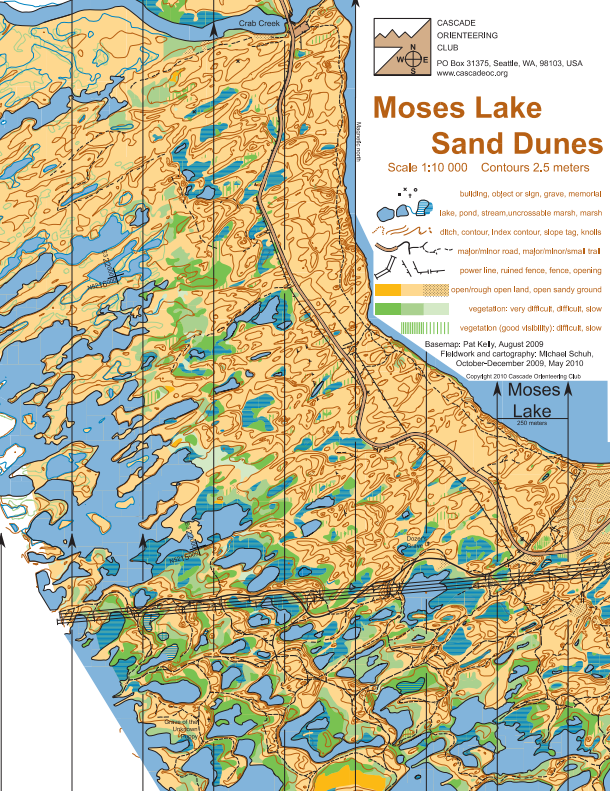 CASCADE
ORIENTEERING
CLUB
N
W E
S
PO Box 31375, Seattle, WA, 98103, USA
www.cascadeoc.org
Moses Lake
Sand Dunes
Scale 1:10 000 Contours 2.5 meters
building, object or sign, grave, memorial
lake, pond, stream,uncrossable marsh, marsh
ditch, contour, Index contour, slope tag, knolls
major/minor road, major/minor/small trail
power line, ruined fence, fence, opening
open/rough open land, open sandy ground
vegetation: very difficult, difficult, slow
vegetation (good visibility): difficult, slow
Basemap: Pat Kelly, August 2009
Fieldwork and cartography: Michael Schuh,
October-December 2009, May 2010
Copyright 2010 Cascade Orienteering Club
Crab Creek
Magnetic north
Moses
Lake
250 meters
Grave of the
Unknown